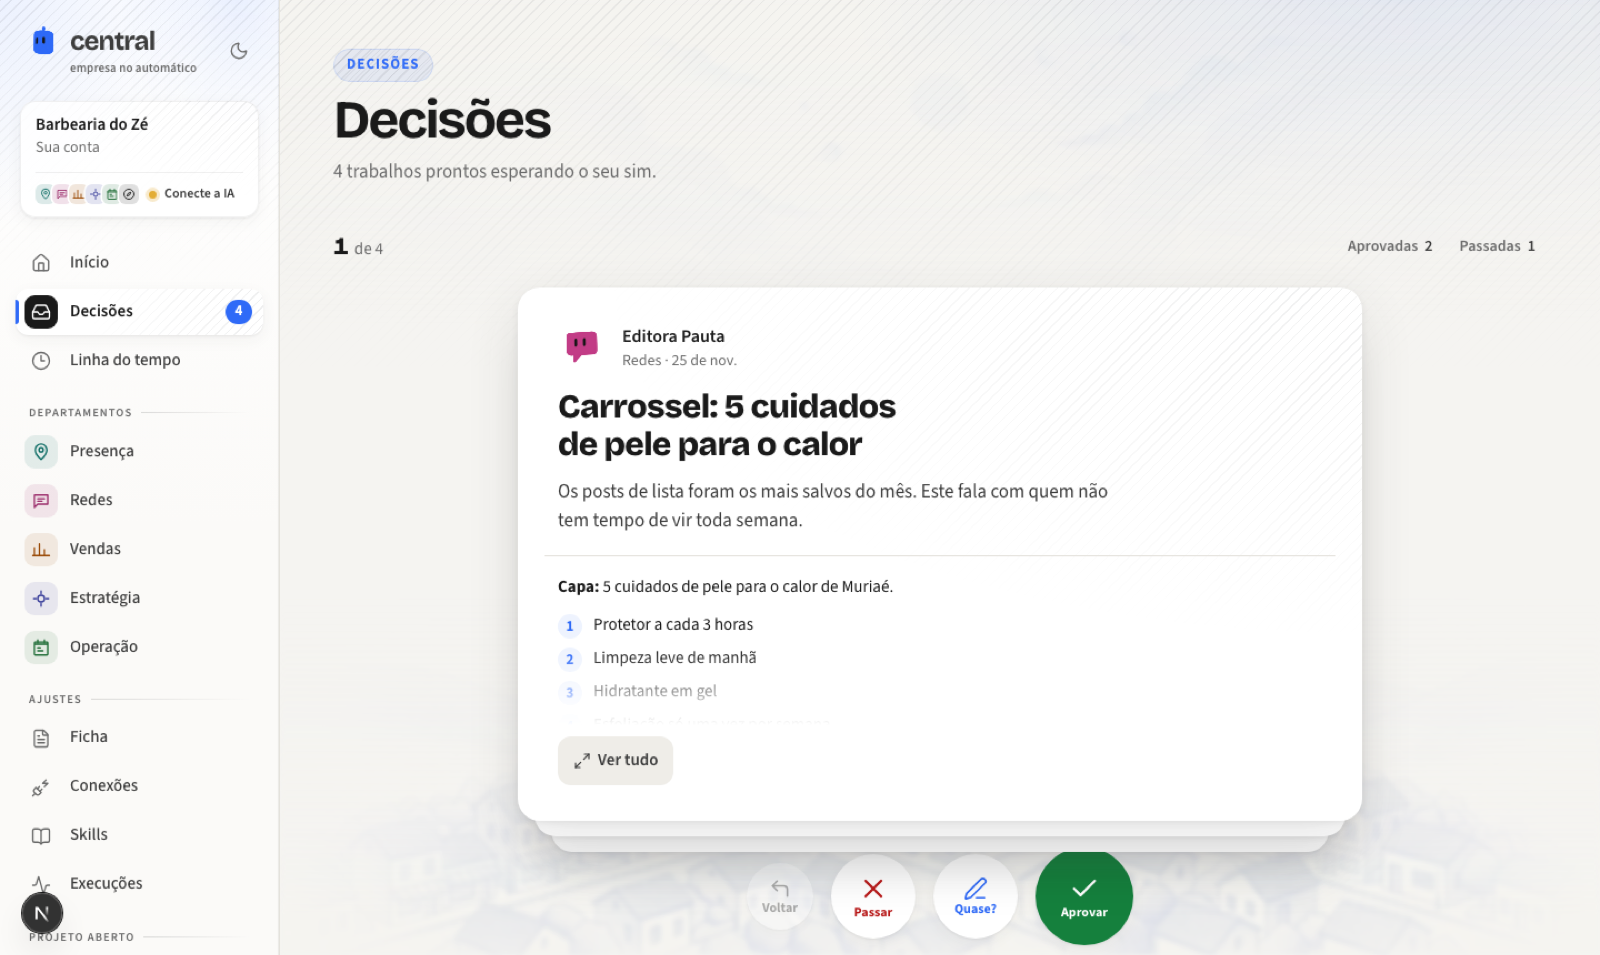 central
empresa no automático
Barbearia do Zé
Sua conta
Conecte a IA
Início
Decisões
4
Linha do tempo
DEPARTAMENTOS
Presença
Redes
Vendas
Estratégia
Operação
AJUSTES
Ficha
Conexões
Skills
Execuções
N
PROJETO ABERTO
DECISÕES
Decisões
4 trabalhos prontos esperando o seu sim.
1 de 4
Aprovadas 2
Passadas 1
Editora Pauta
Redes · 25 de nov.
Carrossel: 5 cuidados
de pele para o calor
Os posts de lista foram os mais salvos do mês. Este fala com quem não
tem tempo de vir toda semana.
Capa: 5 cuidados de pele para o calor de Muriaé.
1 Protetor a cada 3 horas
2 Limpeza leve de manhã
3 Hidratante em gel
Ver tudo
Voltar
Passar
Quase?
Aprovar